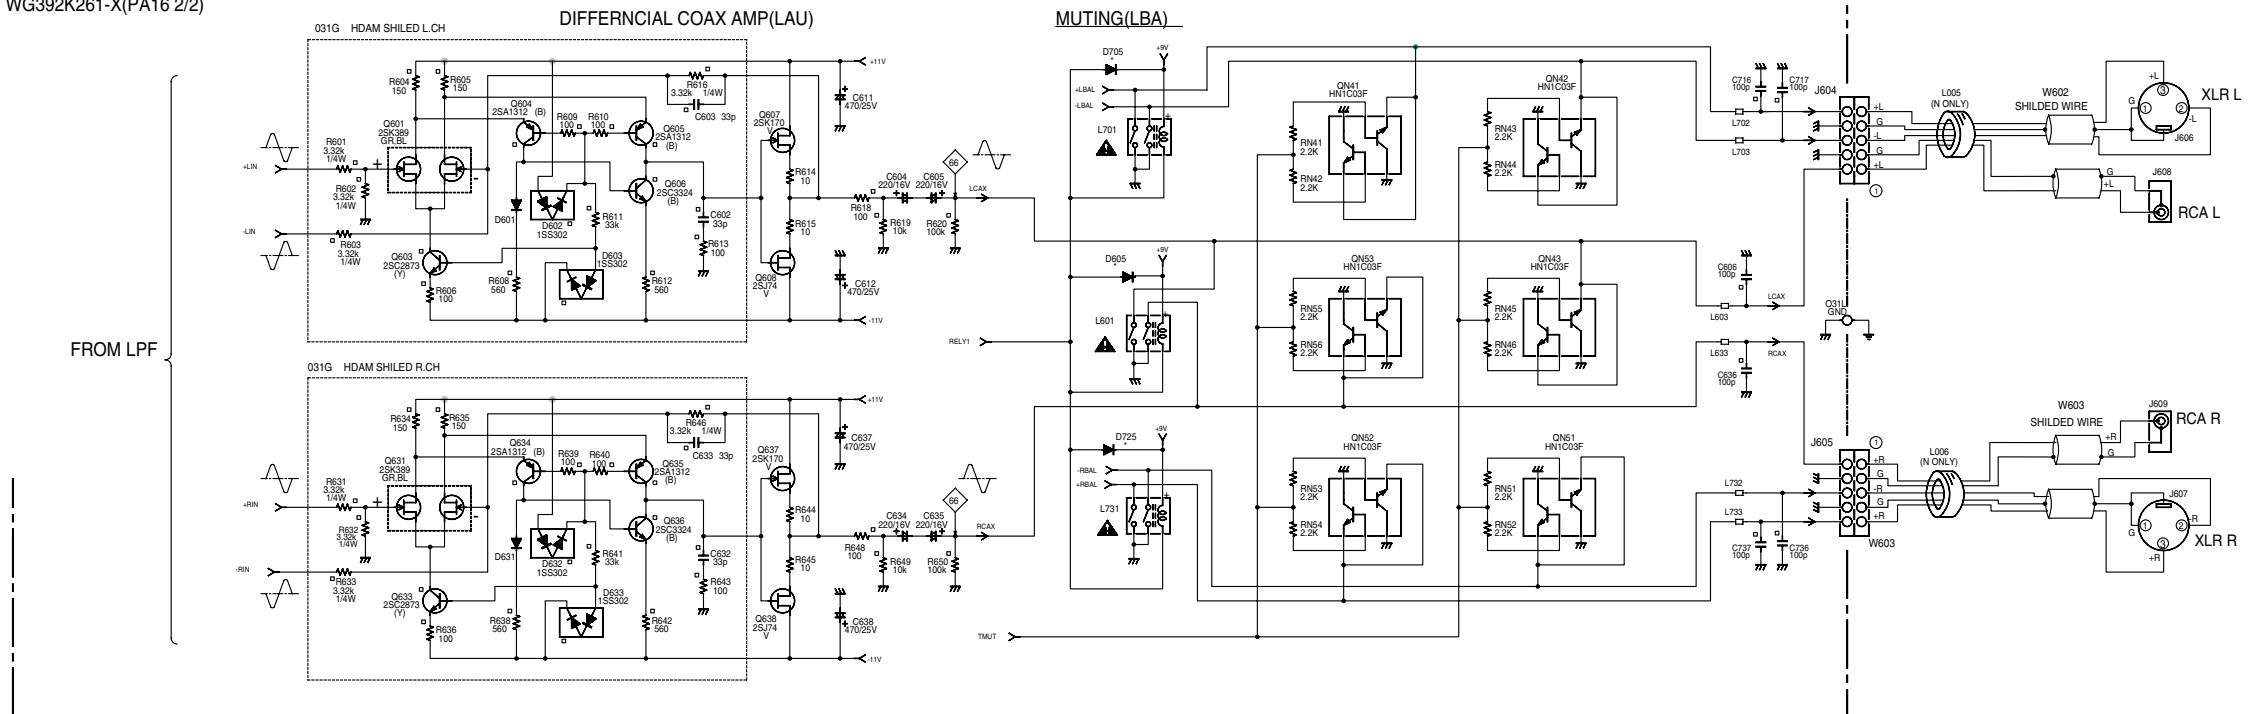 WG392K261-X(PA16 2/2)
DIFFERNCIAL COAX AMP(LAU)
MUTING(LBA)
031G HDAM SHILED L.CH
R604
150
R605
150
Q604
2SA1312 (B)
R609
100
R610
100
Q605
2SA1312
(B)
R616
3.32k 1/4W
C603 33p
Q607
2SK170
V
+11V
C611
470/25V
Q601
2SK389
GR,BL
R601
3.32k
1/4W
+LIN
+
-
R602
3.32k
1/4W
-LIN
R603
3.32k
1/4W
Q603
2SC2873
(Y)
R606
100
D601
R608
560
D602
1SS302
R611
33k
D603
1SS302
Q606
2SC3324
(B)
C602
33p
R613
100
R612
560
R614
10
R615
10
Q608
2SJ74
V
C612
470/25V
-11V
R618
100
C604
220/16V
C605
220/16V
R619
10k
R620
100k
66
LCAX
FROM LPF
031G HDAM SHILED R.CH
R634
150
R635
150
Q634
2SA1312 (B)
R639
100
R640
100
Q635
2SA1312
(B)
R646
3.32k 1/4W
C633 33p
Q637
2SK170
V
+11V
C637
470/25V
Q631
2SK389
GR,BL
R631
3.32k
1/4W
+RIN
+
-
R632
3.32k
1/4W
-RIN
R633
3.32k
1/4W
Q633
2SC2873
(Y)
R636
100
D631
R638
560
D632
1SS302
R641
33k
D633
1SS302
Q636
2SC3324
(B)
C632
33p
R643
100
R642
560
R644
10
R645
10
Q638
2SJ74
V
C638
470/25V
-11V
R648
100
C634
220/16V
C635
220/16V
R649
10k
R650
100k
66
RCAX
D705
*
+9V
+LBAL
-LBAL
L701
D605
*
+9V
L601
RELY1
D725
*
+9V
-RBAL
+RBAL
L731
TMUT
QN41
HN1C03F
RN41
2.2K
RN42
2.2K
QN42
HN1C03F
RN43
2.2K
RN44
2.2K
QN53
HN1C03F
RN55
2.2K
RN56
2.2K
QN43
HN1C03F
RN45
2.2K
RN46
2.2K
QN52
HN1C03F
RN53
2.2K
RN54
2.2K
QN51
HN1C03F
RN51
2.2K
RN52
2.2K
C716
100p
C717
100p
L702
L703
J604
+L
G
-L
G
+L
1
C606
100p
L603
LCAX
O31L
GND
L633
RCAX
C636
100p
L732
L733
C737
100p
C736
100p
J605
1
+R
G
-R
G
+R
W603
L005
(N ONLY)
W602
SHILDED WIRE
+L
G
1
2
3
-L
J606
XLR L
G
+L
J608
RCA L
L006
(N ONLY)
W603
SHILDED WIRE
+R
G
J609
RCA R
J607
G
1
2
3
-R
+R
XLR R